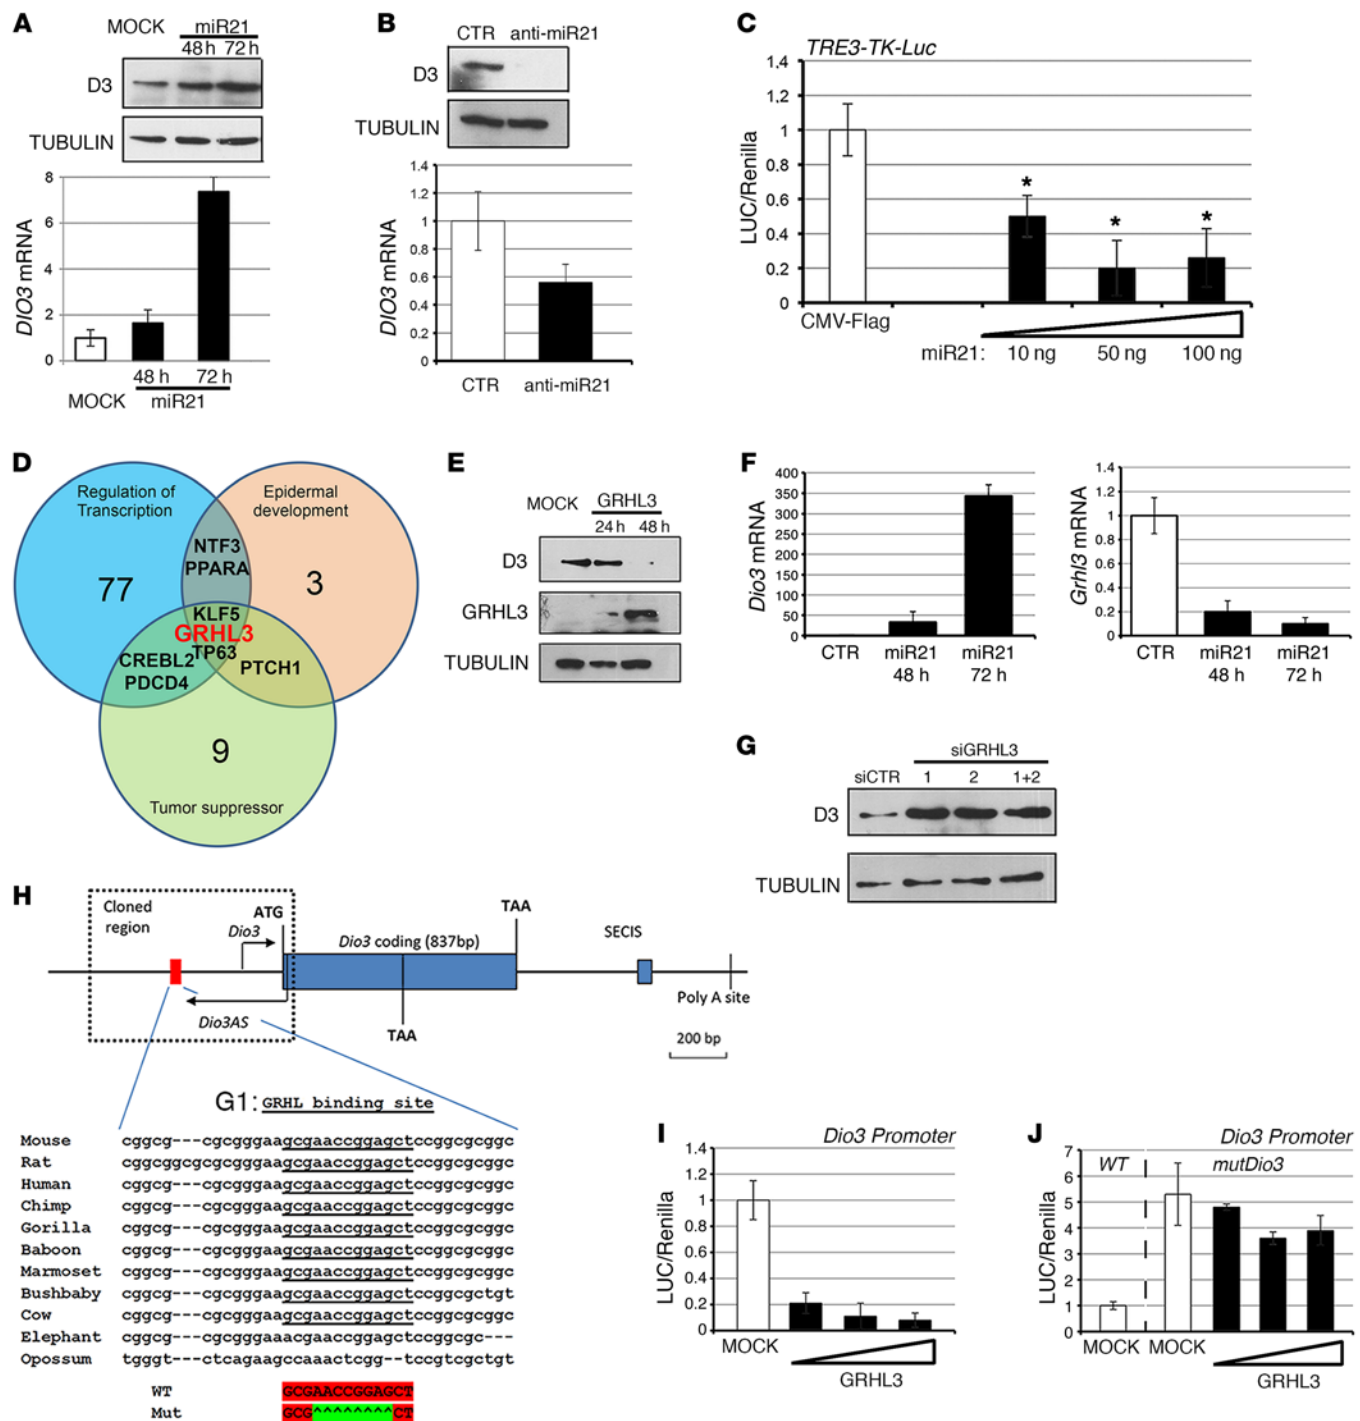 A
MOCK miR21
48 h 72 h
D3
TUBULIN
8
6
4
2
0
DIO3 mRNA
48 h 72 h
MOCK miR21
B
CTR anti-miR21
D3
TUBULIN
1.4
1.2
1
0.8
0.6
0.4
0.2
0
DIO3 mRNA
CTR anti-miR21
C
TRE3-TK-Luc
1.4
1.2
1
0.8
0.6
0.4
0.2
0
LUC/Renilla
* * *
CMV-Flag
miR21: 10 ng 50 ng 100 ng
D
Regulation of Transcription
Epidermal development
NTF3
PPARA
77
3
KLF5
GRHL3
TP63
CREBL2
PDCD4
PTCH1
9
Tumor suppressor
E
MOCK GRHL3
24 h 48 h
D3
GRHL3
TUBULIN
F
400
350
300
250
200
150
100
50
0
Dio3 mRNA
CTR miR21 miR21
48 h 72 h
1.4
1.2
1
0.8
0.6
0.4
0.2
0
Grhl3 mRNA
CTR miR21 miR21
48 h 72 h
G
siGRHL3
siCTR 1 2 1+2
D3
TUBULIN
H
Cloned region
Dio3
ATG
Dio3 coding (837bp)
TAA
SECIS
Dio3AS
TAA
Poly A site
200 bp
G1: GRHL binding site
Mouse cggcg---cgcgggaagcgaaccggagctccggcgcggc
Rat cggcggcgcgcgggaagcgaaccggagctccggcgcggc
Human cggcg---cgcgggaagcgaaccggagctccggcgcggc
Chimp cggcg---cgcgggaagcgaaccggagctccggcgcggc
Gorilla cggcg---cgcgggaagcgaaccggagctccggcgcggc
Baboon cggcg---cgcgggaagcgaaccggagctccggcgcggc
Marmoset cggcg---cgcgggaagcgaaccggagctccggcgcggc
Bushbaby cggcg---cgcgggaagcgaaccggagctccggcgctgt
Cow cggcg---cgcgggaagcgaaccggagctccggcgcggc
Elephant cggcg---cgcgggaaacgaaccggagctccggcgc---
Opossum tgggt---ctcagaagccaaactcgg--tccgtcgctgt
WT GCGAACCGGAGCT
Mut GCG^^^^^^^^CT
I
Dio3 Promoter
1.4
1.2
1
0.8
0.6
0.4
0.2
0
LUC/Renilla
MOCK
GRHL3
J
Dio3 Promoter
WT mutDio3
7
6
5
4
3
2
1
0
LUC/Renilla
MOCK MOCK
GRHL3